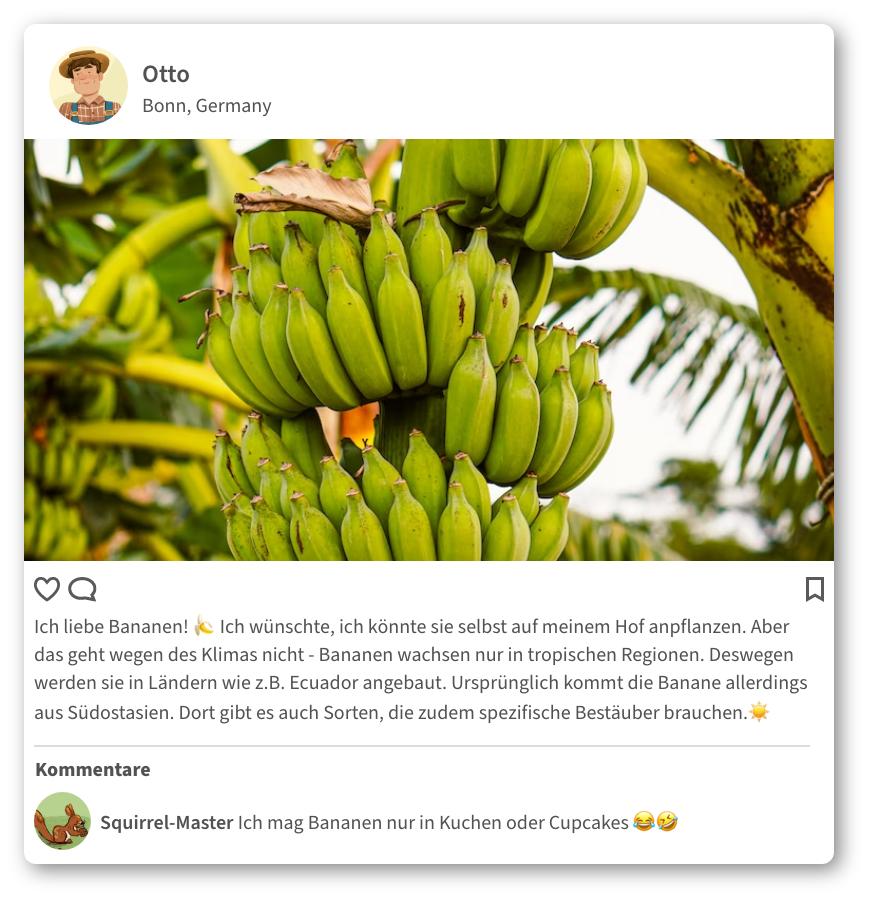 Otto
Bonn, Germany
Ich liebe Bananen! 🍌 Ich wünschte, ich könnte sie selbst auf meinem Hof anpflanzen. Aber
das geht wegen des Klimas nicht - Bananen wachsen nur in tropischen Regionen. Deswegen
werden sie in Ländern wie z.B. Ecuador angebaut. Ursprünglich kommt die Banane allerdings
aus Südostasien. Dort gibt es auch Sorten, die zudem spezifische Bestäuber brauchen.☀️
Kommentare
Squirrel-Master Ich mag Bananen nur in Kuchen oder Cupcakes 😂🤣